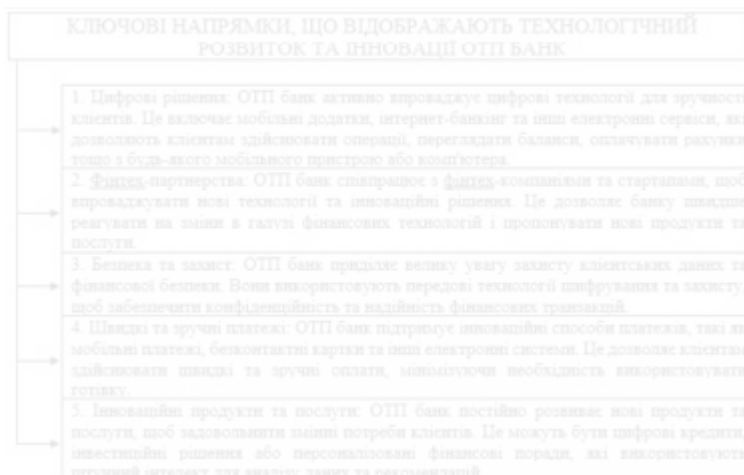 КЛЮЧОВІ НАПРЯМКИ, ЩО ВІДОБРАЖАЮТЬ ТЕХНОЛОГІЧНИЙ
РОЗВИТОК ТА ІННОВАЦІЇ ОТП БАНК
1. Цифрові рішення: ОТП банк активно впроваджує цифрові технології для зручності
клієнтів. Це включає мобільні додатки, інтернет-банкінг та інші електронні сервіси, які
дозволяють клієнтам здійснювати операції, переглядати баланси, оплачувати рахунки
тощо з будь-якого мобільного пристрою або комп'ютера.
2. Фінтех-партнерства: ОТП банк співпрацює з фінтех-компаніями та стартапами, щоб
впроваджувати нові технології та інноваційні рішення. Це дозволяє банку швидше
реагувати на зміни в галузі фінансових технологій і пропонувати нові продукти та
послуги.
3. Безпека та захист: ОТП банк приділяє велику увагу захисту клієнтських даних та
фінансової безпеки. Вони використовують передові технології шифрування та захисту,
щоб забезпечити конфіденційність та надійність фінансових транзакцій.
4. Швидкі та зручні платежі: ОТП банк підтримує інноваційні способи платежів, такі як
мобільні платежі, безконтактні картки та інші електронні системи. Це дозволяє клієнтам
здійснювати швидкі та зручні оплати, мінімізуючи необхідність використовувати
готівку.
5. Інноваційні продукти та послуги: ОТП банк постійно розвиває нові продукти та
послуги, щоб задовольнити змінні потреби клієнтів. Це можуть бути цифрові кредити,
інвестиційні рішення або персоналізовані фінансові поради, які використовують
штучний інтелект для аналізу даних та рекомендацій.